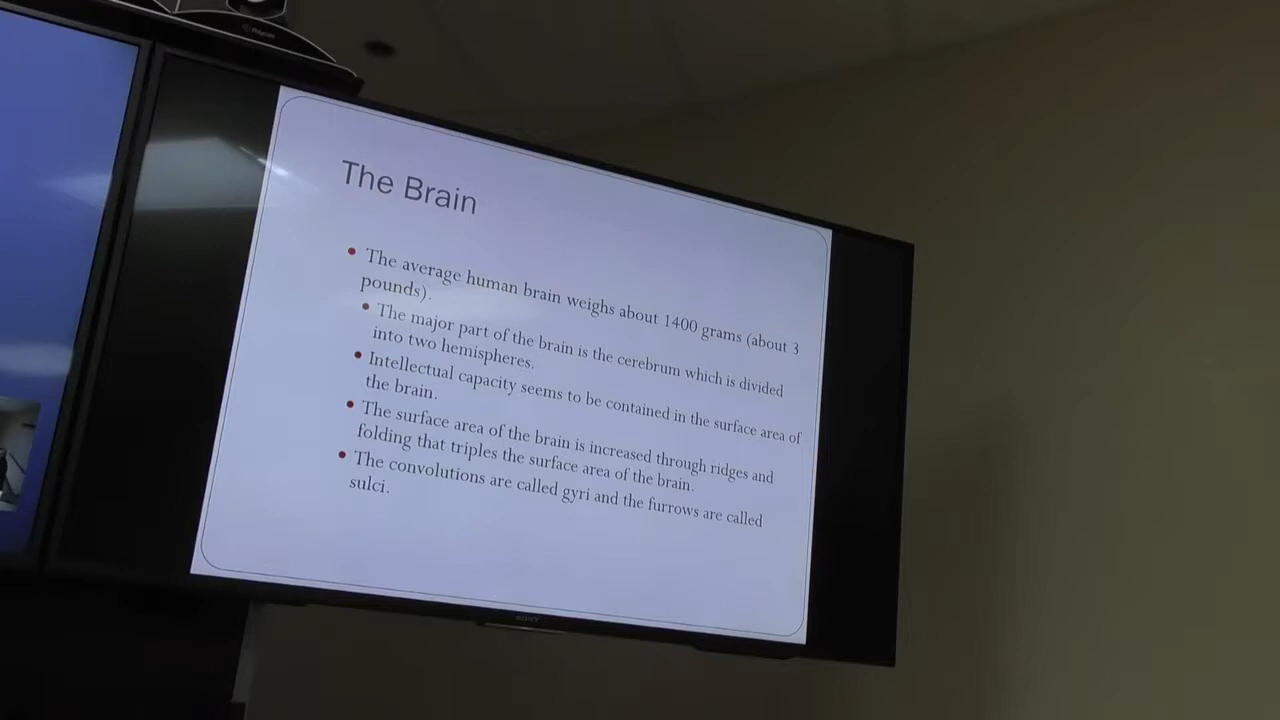 Polycom
The Brain
• The average human brain weighs about 1400 grams (about 3
pounds).
• The major part of the brain is the cerebrum which is divided
into two hemispheres.
• Intellectual capacity seems to be contained in the surface area of
the brain.
• The surface area of the brain is increased through ridges and
folding that triples the surface area of the brain.
• The convolutions are called gyri and the furrows are called
sulci.
SONY